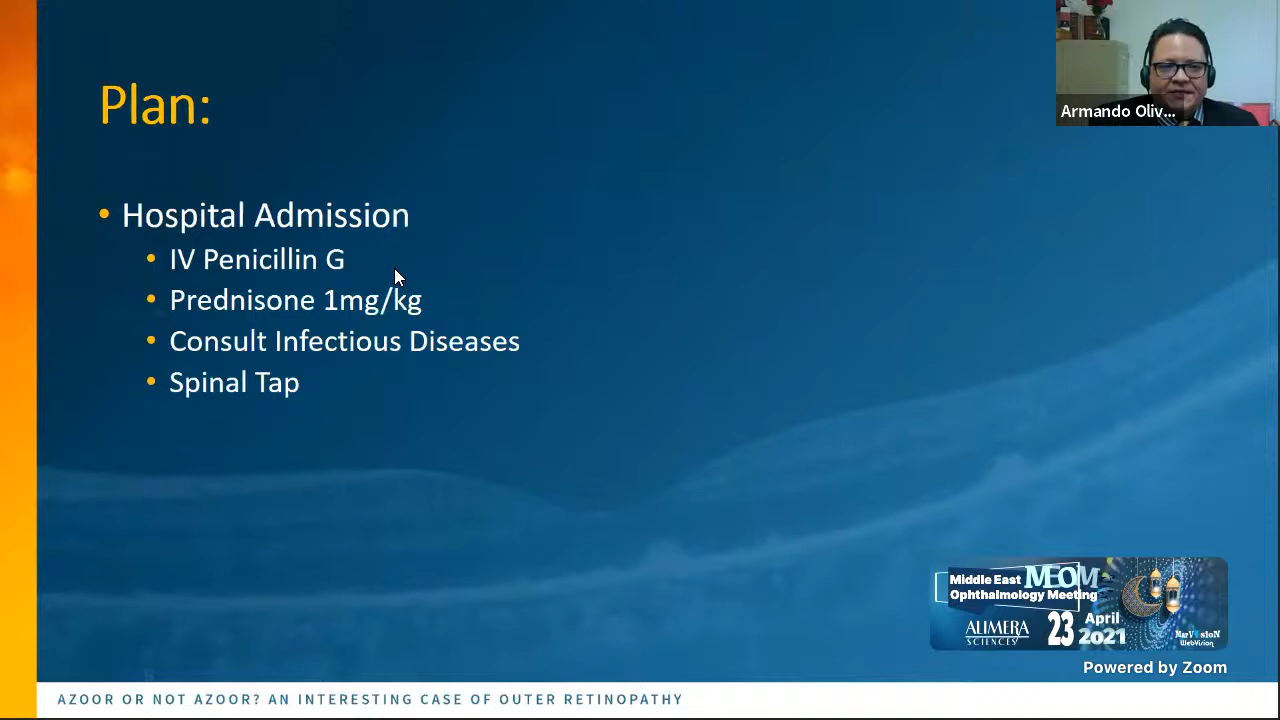 Plan:
Armando Oliv...
• Hospital Admission
• IV Penicillin G
• Prednisone 1mg/kg
• Consult Infectious Diseases
• Spinal Tap
Middle East MEOM
Ophthalmology Meeting
ALIMERA
SCIENCES
23 April
2021
MarViSioN
WebVision
Powered by Zoom
AZOOR OR NOT AZOOR? AN INTERESTING CASE OF OUTER RETINOPATHY